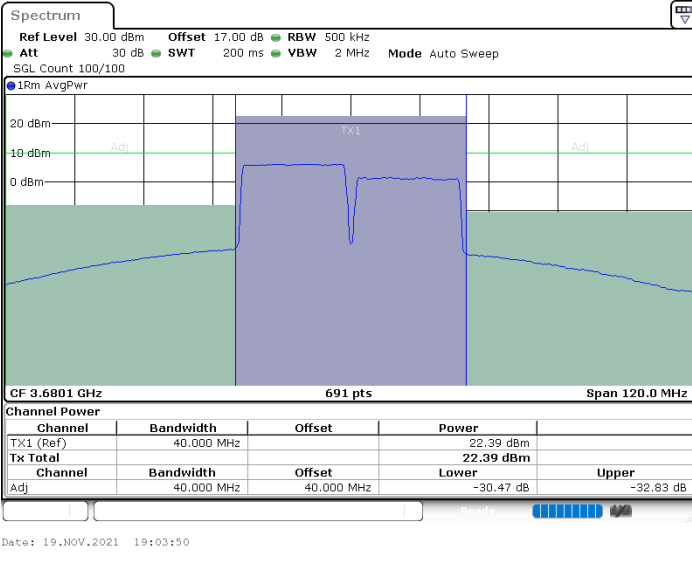 Spectrum
Ref Level 30.00 dBm Offset 17.00 dB RBW 500 kHz
Att 30 dB SWT 200 ms VBW 2 MHz Mode Auto Sweep
SGL Count 100/100
1Rm AvgPwr
20 dBm
TX1
Adj Adj
10 dBm
0 dBm
CF 3.6801 GHz 691 pts Span 120.0 MHz
Channel Power
Channel Bandwidth Offset Power
TX1 (Ref) 40.000 MHz 22.39 dBm
Tx Total 22.39 dBm
Channel Bandwidth Offset Lower Upper
Adj 40.000 MHz 40.000 MHz -30.47 dB -32.83 dB
Ready
Date: 19.NOV.2021 19:03:50